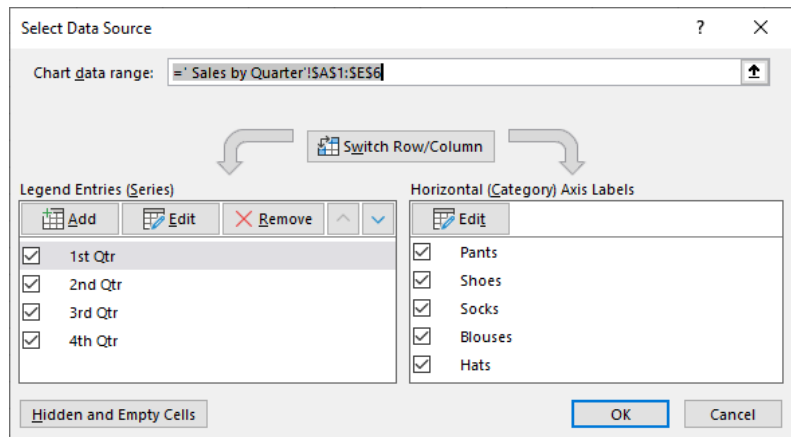 Select Data Source ? ×
Chart data range: =' Sales by Quarter'!$A$1:$E$6
Switch Row/Column
Legend Entries (Series)
Add Edit Remove
1st Qtr
2nd Qtr
3rd Qtr
4th Qtr
Horizontal (Category) Axis Labels
Edit
Pants
Shoes
Socks
Blouses
Hats
Hidden and Empty Cells
OK Cancel